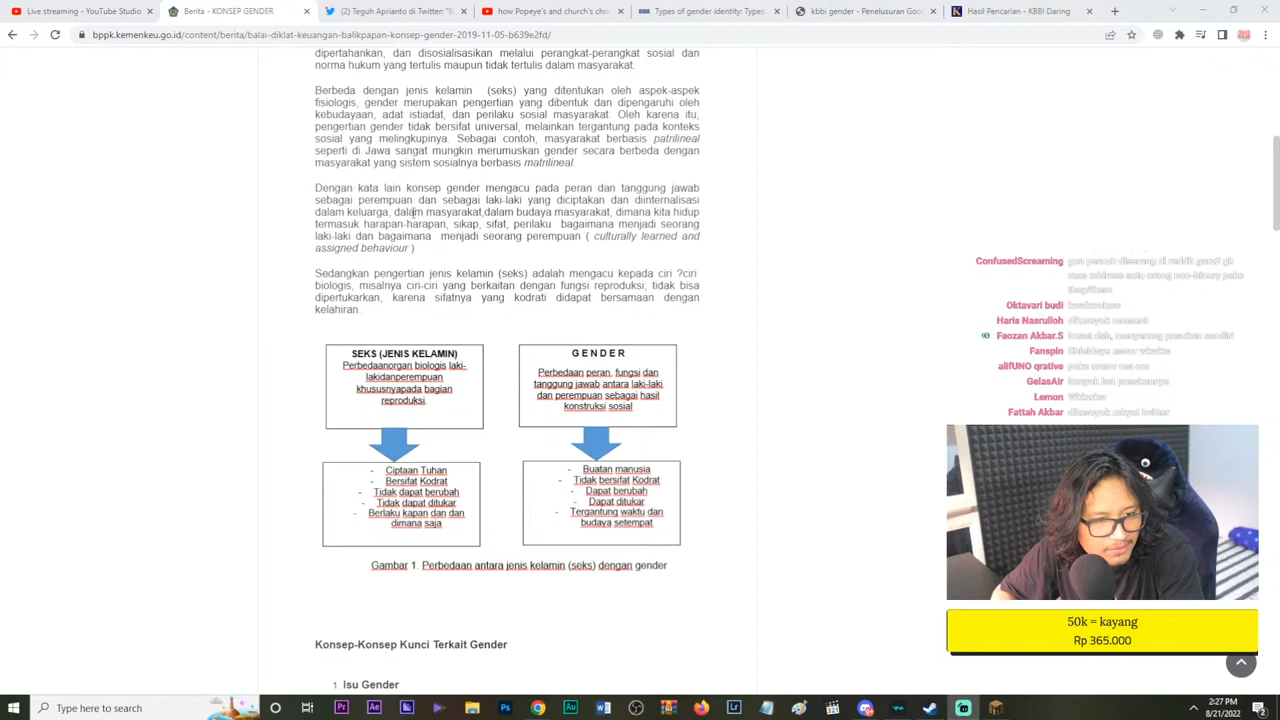 Live streaming - YouTube Studio
Berita - KONSEP GENDER
(2) Teguh Aprianto di Twitter: "B
how Popeye's and church's cho
Types of gender identity: Types,
kbbi gender - Penelusuran Goo
Hasil Pencarian - KBBI Daring
bppk.kemenkeu.go.id/content/berita/balai-diklat-keuangan-balikpapan-konsep-gender-2019-11-05-b639e2fd/
dipertahankan, dan disosialisasikan melalui perangkat-perangkat sosial dan
norma hukum yang tertulis maupun tidak tertulis dalam masyarakat.
Berbeda dengan jenis kelamin (seks) yang ditentukan oleh aspek-aspek
fisiologis, gender merupakan pengertian yang dibentuk dan dipengaruhi oleh
kebudayaan, adat istiadat, dan perilaku sosial masyarakat. Oleh karena itu,
pengertian gender tidak bersifat universal, melainkan tergantung pada konteks
sosial yang melingkupinya. Sebagai contoh, masyarakat berbasis patrilineal
seperti di Jawa sangat mungkin merumuskan gender secara berbeda dengan
masyarakat yang sistem sosialnya berbasis matrilineal.
Dengan kata lain konsep gender mengacu pada peran dan tanggung jawab
sebagai perempuan dan sebagai laki-laki yang diciptakan dan diinternalisasi
dalam keluarga, dalam masyarakat,dalam budaya masyarakat, dimana kita hidup
termasuk harapan-harapan, sikap, sifat, perilaku bagaimana menjadi seorang
laki-laki dan bagaimana menjadi seorang perempuan ( culturally learned and
assigned behaviour )
Sedangkan pengertian jenis kelamin (seks) adalah mengacu kepada ciri ?ciri
biologis, misalnya ciri-ciri yang berkaitan dengan fungsi reproduksi; tidak bisa
dipertukarkan, karena sifatnya yang kodrati didapat bersamaan dengan
kelahiran.
SEKS (JENIS KELAMIN)
Perbedaanorgan biologis laki-
lakidanperempuan
khususnyapada bagian
reproduksi
G E N D E R
Perbedaan peran, fungsi dan
tanggung jawab antara laki-laki
dan perempuan sebagai hasil
konstruksi sosial
- Ciptaan Tuhan
- Bersifat Kodrat
- Tidak dapat berubah
- Tidak dapat ditukar
- Berlaku kapan dan dan
dimana saja
- Buatan manusia
- Tidak bersifat Kodrat
- Dapat berubah
- Dapat ditukar
- Tergantung waktu dan
budaya setempat
Gambar 1. Perbedaan antara jenis kelamin (seks) dengan gender
Konsep-Konsep Kunci Terkait Gender
1. Isu Gender
ConfusedScreaming
Oktavari budi kwokwokow
Haris Nasrulloh dikeroyok moment
Faozan Akbar.S
Fanspin
alifUNO qrative
GelasAir
Lemon Wkkwkw
Fattah Akbar dikeroyok rakyat twitter
50k = kayang
Rp 365.000
Type here to search
2:27 PM
8/21/2022